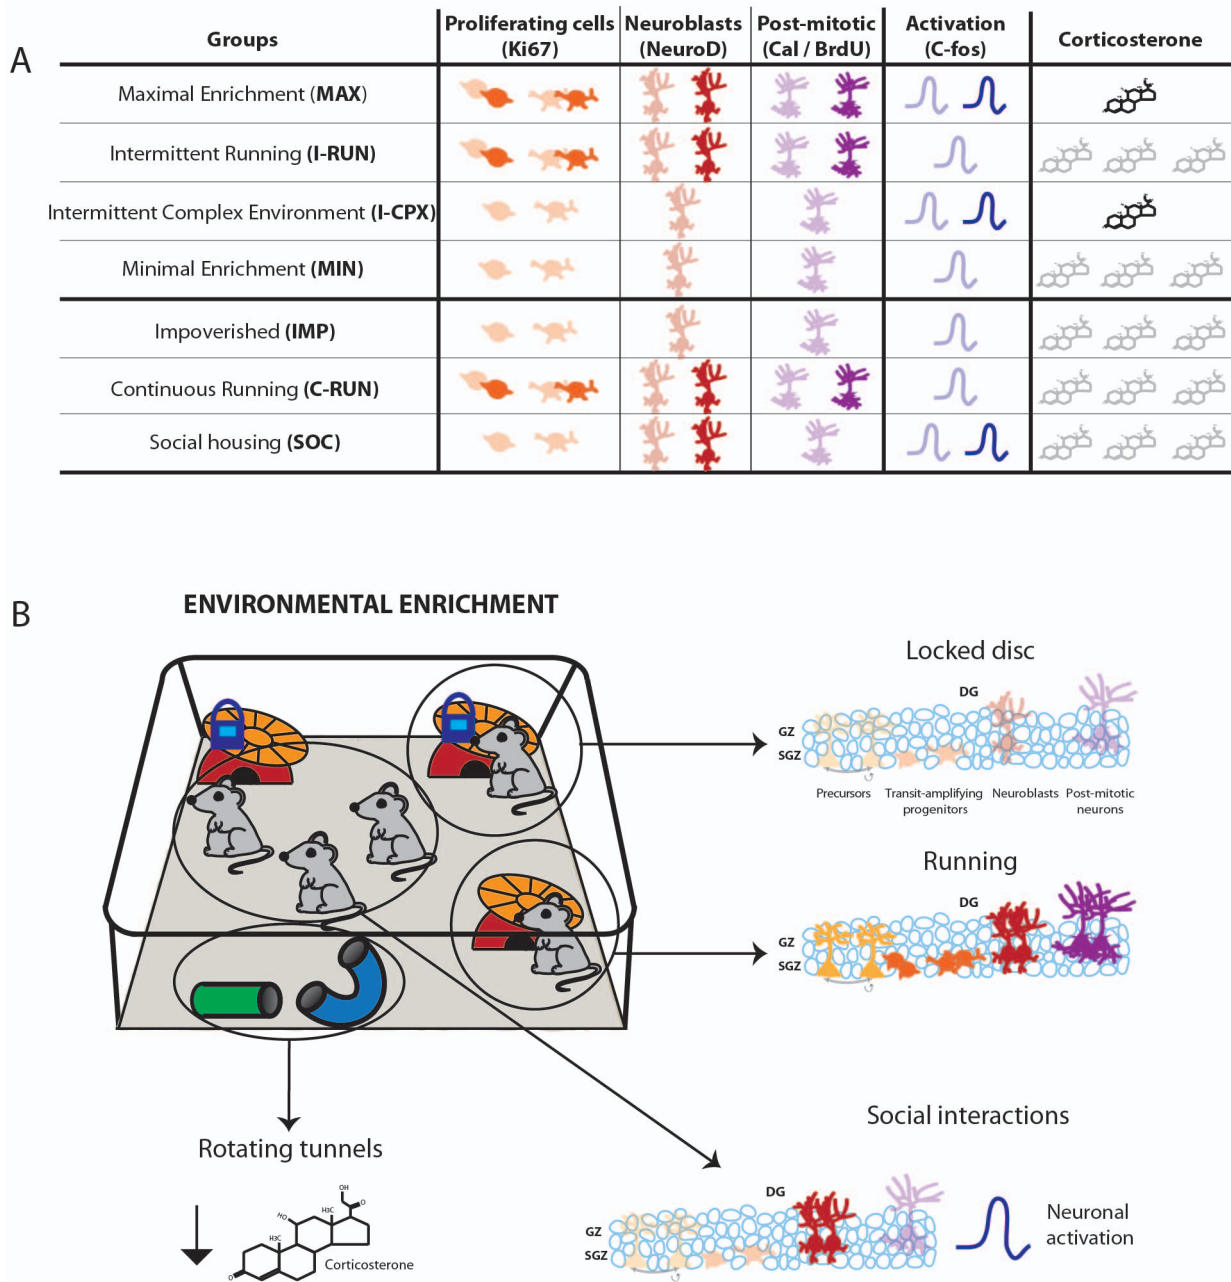 A
Groups
Proliferating cells
(Ki67)
Neuroblasts
(NeuroD)
Post-mitotic
(Cal / BrdU)
Activation
(C-fos)
Corticosterone
Maximal Enrichment (MAX)
Intermittent Running (I-RUN)
Intermittent Complex Environment (I-CPX)
Minimal Enrichment (MIN)
Impoverished (IMP)
Continuous Running (C-RUN)
Social housing (SOC)
B
ENVIRONMENTAL ENRICHMENT
Locked disc
DG
GZ
SGZ
Precursors
Transit-amplifying
progenitors
Neuroblasts
Post-mitotic
neurons
Running
DG
GZ
SGZ
Rotating tunnels
OH
O
HO
H3C
H3C
O
Corticosterone
Social interactions
DG
GZ
SGZ
Neuronal
activation